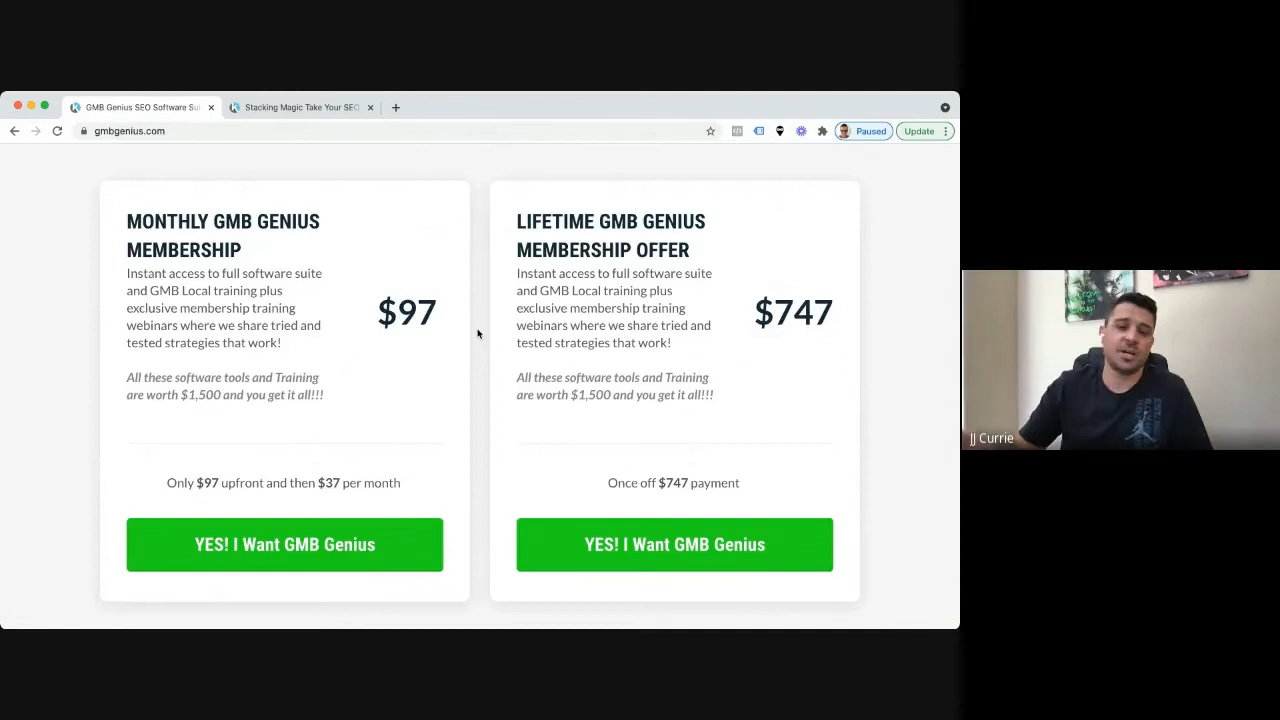 GMB Genius SEO Software Sui
Stacking Magic Take Your SEO
gmbgenius.com
Paused
Update
MONTHLY GMB GENIUS
MEMBERSHIP
Instant access to full software suite
and GMB Local training plus
exclusive membership training
webinars where we share tried and
tested strategies that work!
$97
All these software tools and Training
are worth $1,500 and you get it all!!!
Only $97 upfront and then $37 per month
YES! I Want GMB Genius
LIFETIME GMB GENIUS
MEMBERSHIP OFFER
Instant access to full software suite
and GMB Local training plus
exclusive membership training
webinars where we share tried and
tested strategies that work!
$747
All these software tools and Training
are worth $1,500 and you get it all!!!
Once off $747 payment
YES! I Want GMB Genius
JJ Currie